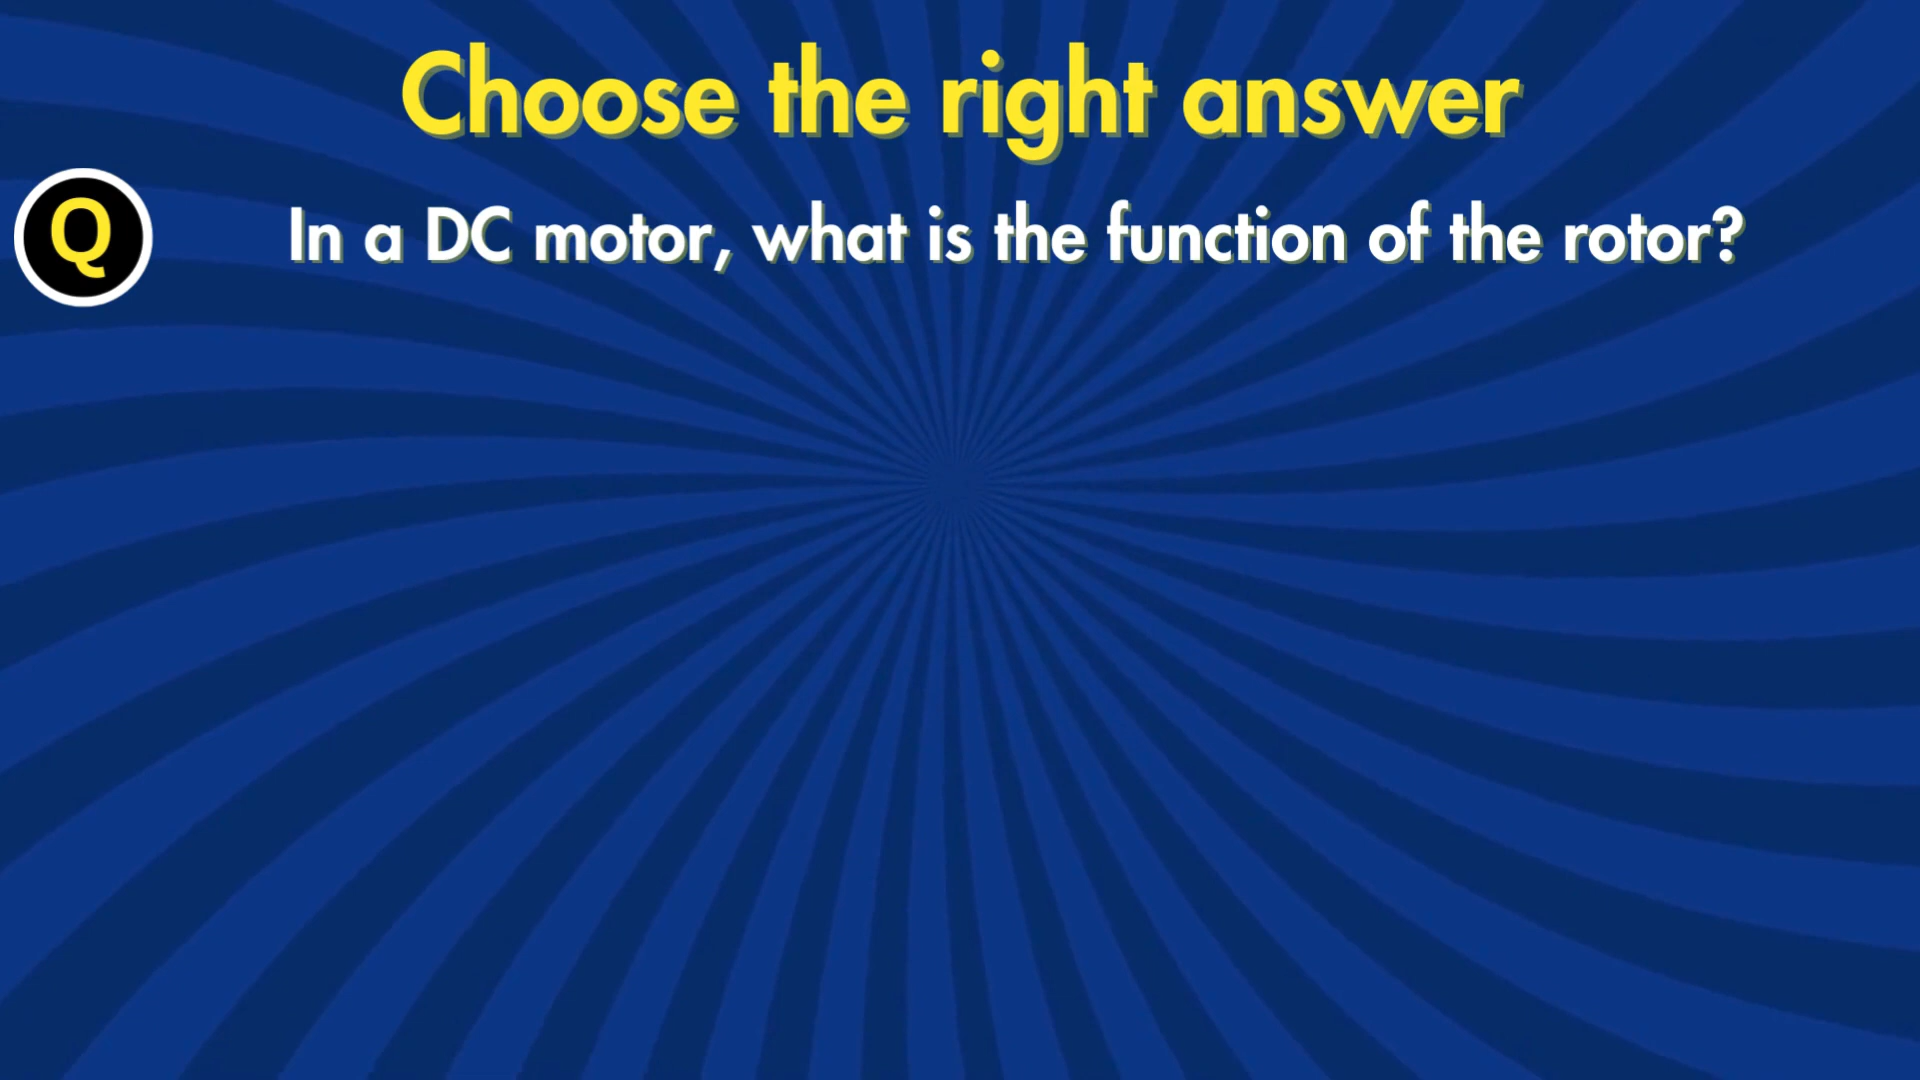 Choose the right answer
Q In a DC motor, what is the function of the rotor?